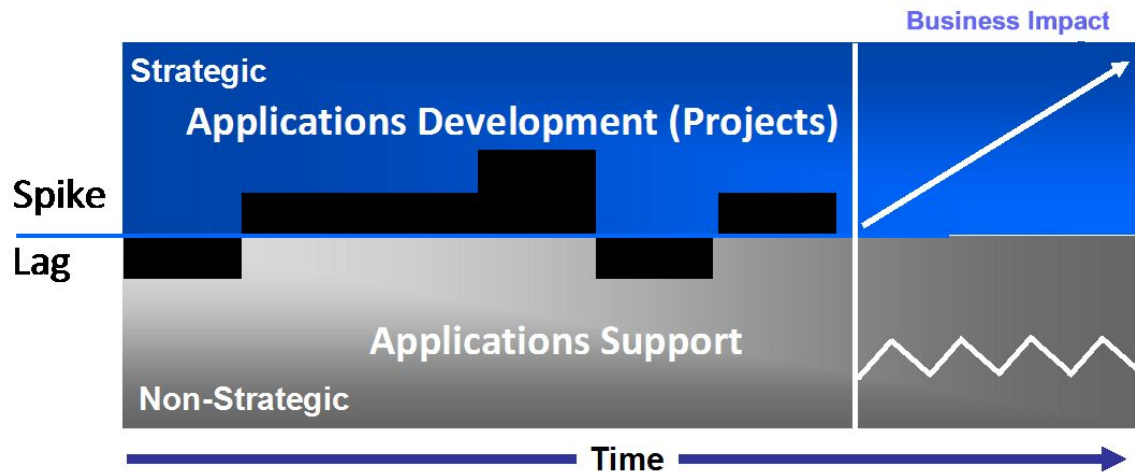 Business Impact
Strategic
Applications Development (Projects)
Spike
Lag
Applications Support
Non-Strategic
Time